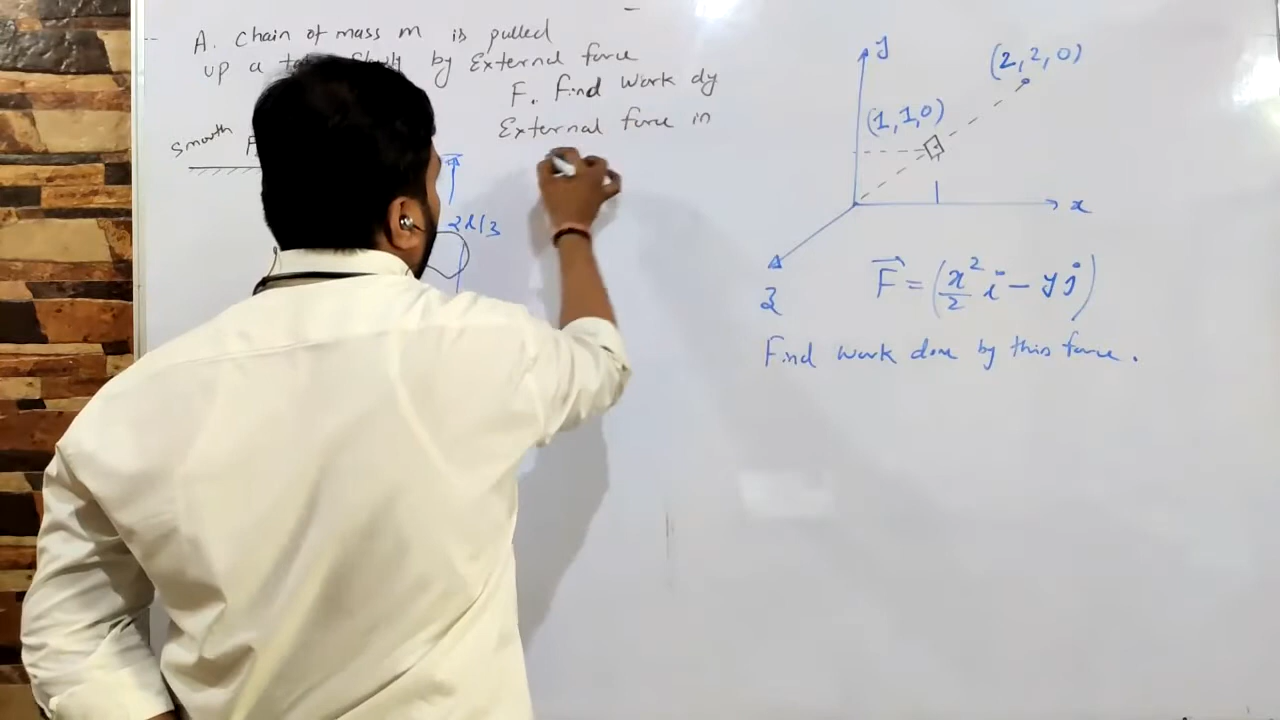 A. chain of mass m is pulled
up a by External force
F. Find work dy
External force in
smooth
2l/3
y
(2,2,0)
(1,1,0)
x
z
F⃗ = (x²/2 i - y j)
Find work done by this force.